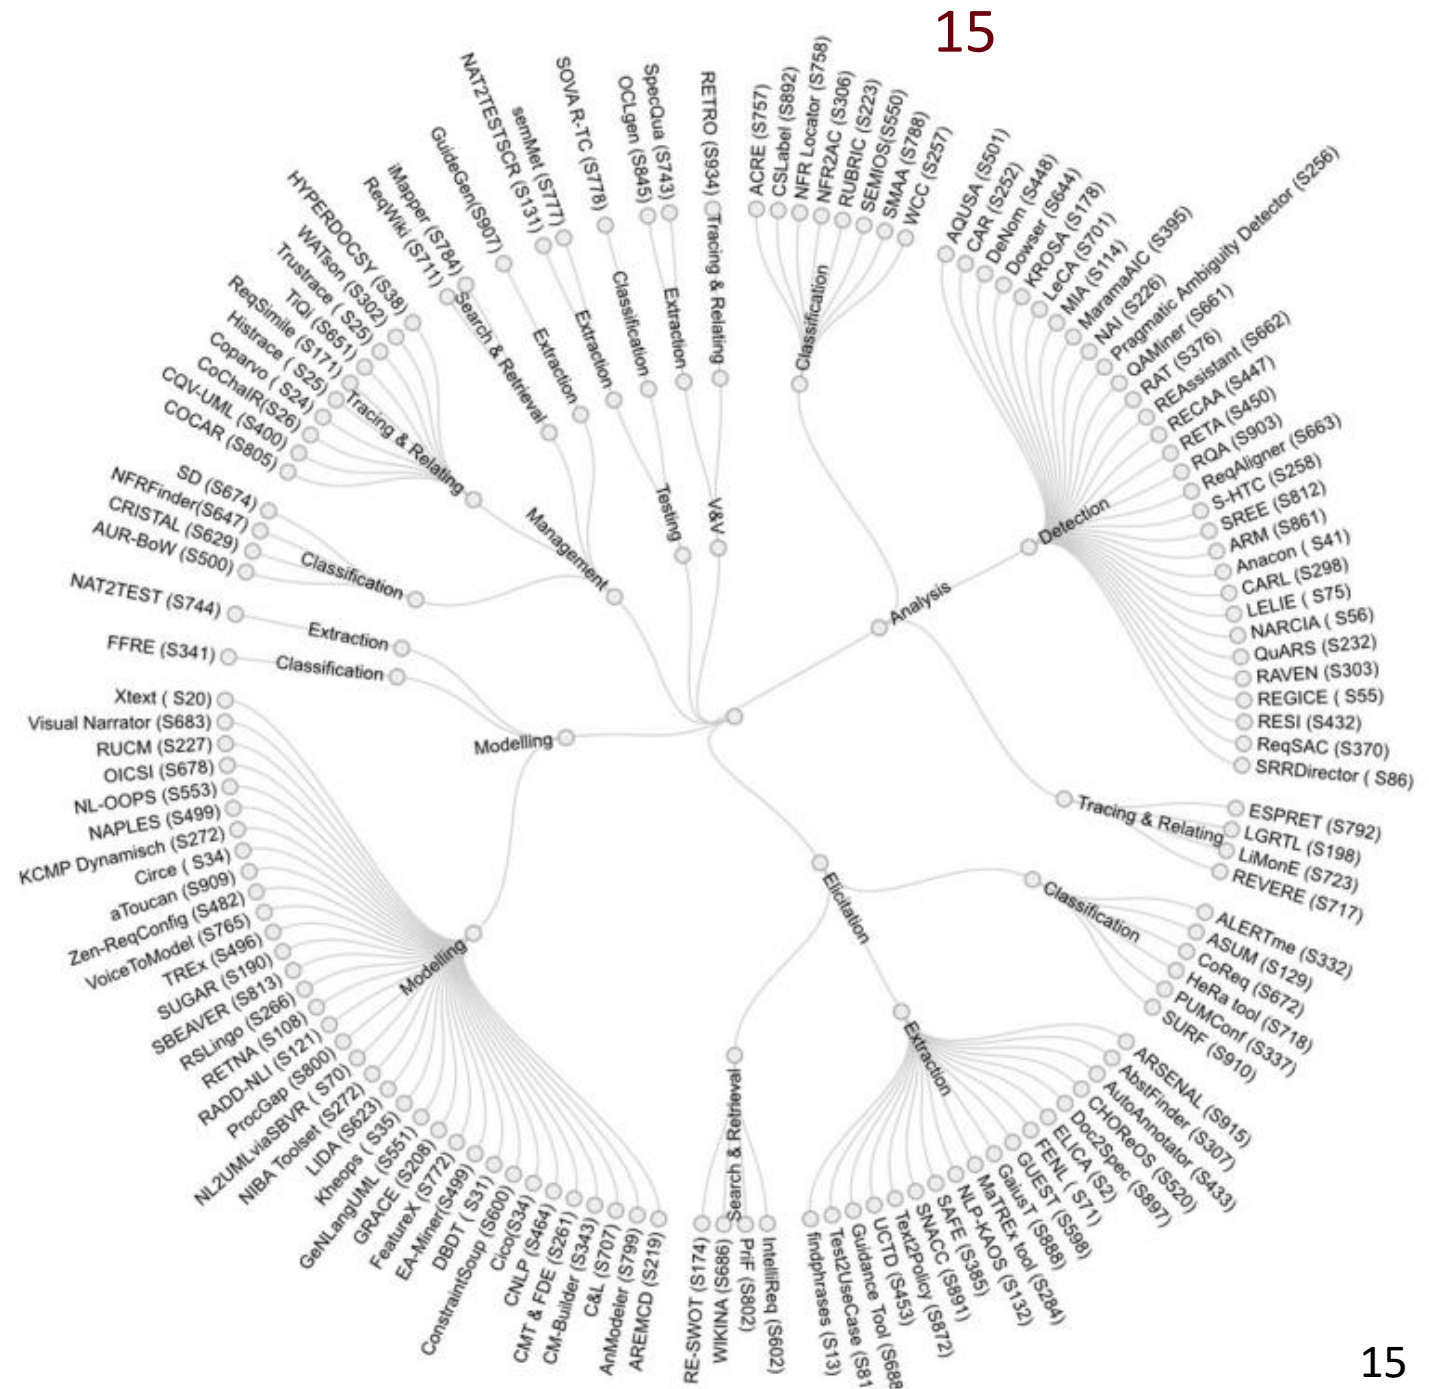 15
RETRO (S934)
Tracing & Relating
SpecQua (S743)
OCLgen (S845)
Extraction
V&V
SOVA R-TC (S778)
Classification
semMet (S777)
NAT2TESTSCR (S131)
Extraction
Testing
GuideGen(S907)
Extraction
iMapper (S784)
ReqWiki (S711)
Search & Retrieval
HYPERDOCSY (S38)
WATson (S302)
Trustrace ( S25)
TiQi (S651)
ReqSimile (S171)
Histrace ( S25)
Coparvo ( S24)
CoChaIR(S26)
CQV-UML (S400)
COCAR (S805)
Tracing & Relating
SD (S674)
NFRFinder(S647)
CRISTAL (S629)
AUR-BoW (S500)
Classification
Management
NAT2TEST (S744)
Extraction
FFRE (S341)
Classification
Modelling
Xtext ( S20)
Visual Narrator (S683)
RUCM (S227)
OICSI (S678)
NL-OOPS (S553)
NAPLES (S499)
KCMP Dynamisch (S272)
Circe ( S34)
aToucan (S909)
Zen-ReqConfig (S482)
VoiceToModel (S765)
TREx (S496)
SUGAR (S190)
SBEAVER (S813)
RSLingo (S266)
RETNA (S108)
RADD-NLI (S121)
ProcGap (S800)
NL2UMLviaSBVR ( S70)
NIBA Toolset (S272)
LIDA (S623)
Kheops ( S35)
GeNLangUML (S551)
GRACE (S208)
FeatureX (S772)
EA-Miner(S499)
DBDT ( S31)
ConstraintSoup (S600)
Cico(S34)
CNLP (S464)
CMT & FDE (S261)
CM-Builder (S343)
C&L (S707)
AnModeler (S799)
AREMCD (S219)
Modelling
ACRE (S757)
CSLabel (S892)
NFR Locator (S758)
NFR2AC (S306)
RUBRIC (S223)
SEMIOS(S550)
SMAA (S788)
WCC (S257)
Classification
AQUSA (S501)
CAR (S252)
DeNom (S448)
Dowser (S644)
KROSA (S178)
LeCA (S701)
MIA (S114)
MaramaAIC (S395)
NAI (S226)
Pragmatic Ambiguity Detector (S256)
QAMiner (S661)
RAT (S376)
REAssistant (S662)
RECAA (S447)
RETA (S450)
RQA (S903)
ReqAligner (S663)
S-HTC (S258)
SREE (S812)
ARM (S861)
Anacon ( S41)
CARL (S298)
LELIE ( S75)
NARCIA ( S56)
QuARS (S232)
RAVEN (S303)
REGICE ( S55)
RESI (S432)
ReqSAC (S370)
SRRDirector ( S86)
Detection
Analysis
Tracing & Relating
ESPRET (S792)
LGRTL (S198)
LiMonE (S723)
REVERE (S717)
Elicitation
Classification
ALERTme (S332)
ASUM (S129)
CoReq (S672)
HeRa tool (S718)
PUMConf (S337)
SURF (S910)
Extraction
ARSENAL (S915)
AbstFinder (S307)
AutoAnnotator (S433)
CHOReOS (S520)
Doc2Spec (S897)
ELICA (S2)
FENL ( S71)
GUEST (S598)
GaiusT (S888)
MaTREx tool (S284)
NLP-KAOS (S132)
SAFE (S385)
SNACC (S891)
Text2Policy (S872)
UCTD (S453)
Guidance Tool (S688
Test2UseCase (S81
findphrases (S13)
Search & Retrieval
IntelliReq (S602)
PriF (S802)
WIKINA (S686)
RE-SWOT (S174)
15